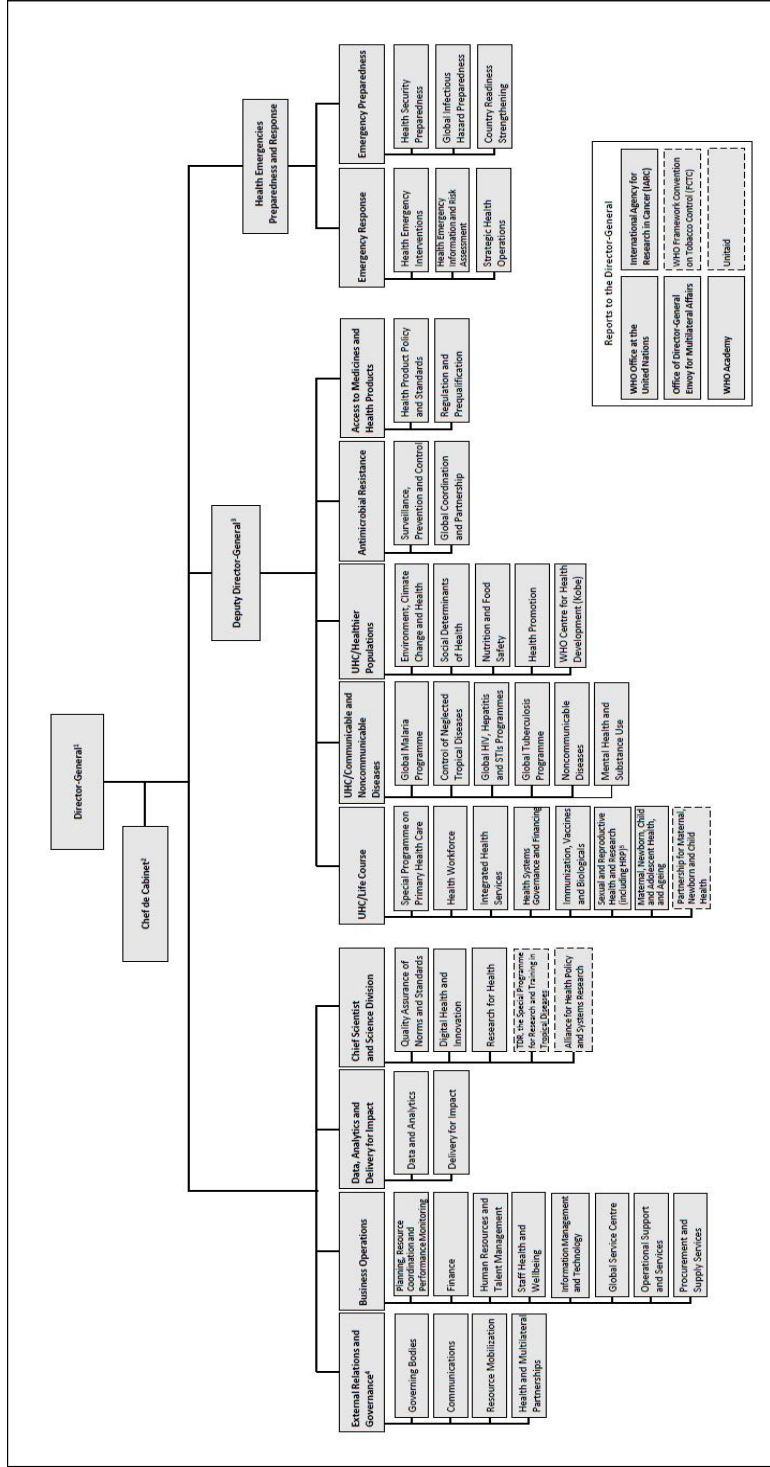 Director-General1
Chef de Cabinet2
Deputy Director-General3
Health Emergencies
Preparedness and Response
External Relations and
Governance4
Governing Bodies
Communications
Resource Mobilization
Health and Multilateral
Partnerships
Business Operations
Planning, Resource
Coordination and
Performance Monitoring
Finance
Human Resources and
Talent Management
Staff Health and
Wellbeing
Information Management
and Technology
Global Service Centre
Operational Support
and Services
Procurement and
Supply Services
Data, Analytics and
Delivery for Impact
Data and Analytics
Delivery for Impact
Chief Scientist
and Science Division
Quality Assurance of
Norms and Standards
Digital Health and
Innovation
Research for Health
TDR, the Special Programme
for Research and Training in
Tropical Diseases
Alliance for Health Policy
and Systems Research
UHC/Life Course
Special Programme on
Primary Health Care
Health Workforce
Integrated Health
Services
Health Systems
Governance and Financing
Immunization, Vaccines
and Biologicals
Sexual and Reproductive
Health and Research
(including HRP)5
Maternal, Newborn, Child
and Adolescent Health,
and Ageing
Partnership for Maternal,
Newborn and Child
Health
UHC/Communicable and
Noncommunicable
Diseases
Global Malaria
Programme
Control of Neglected
Tropical Diseases
Global HIV, Hepatitis
and STIs Programmes
Global Tuberculosis
Programme
Noncommunicable
Diseases
Mental Health and
Substance Use
UHC/Healthier
Populations
Environment, Climate
Change and Health
Social Determinants
of Health
Nutrition and Food
Safety
Health Promotion
WHO Centre for Health
Development (Kobe)
Antimicrobial Resistance
Surveillance,
Prevention and Control
Global Coordination
and Partnership
Access to Medicines and
Health Products
Health Product Policy
and Standards
Regulation and
Prequalification
Emergency Response
Health Emergency
Interventions
Health Emergency
Information and Risk
Assessment
Strategic Health
Operations
Emergency Preparedness
Health Security
Preparedness
Global Infectious
Hazard Preparedness
Country Readiness
Strengthening
Reports to the Director-General
WHO Office at the
United Nations
International Agency for
Research in Cancer (IARC)
Office of Director-General
Envoy for Multilateral Affairs
WHO Framework Convention
on Tobacco Control (FCTC)
WHO Academy
Unitaid